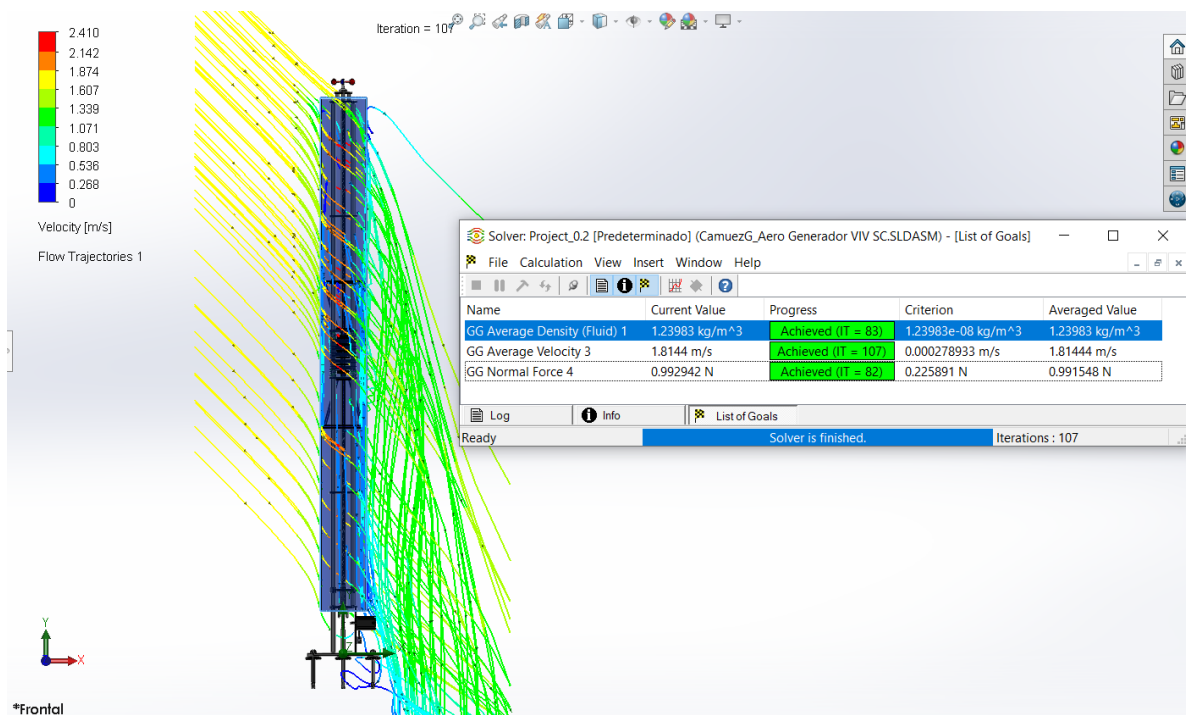 Iteration = 107
2.410
2.142
1.874
1.607
1.339
1.071
0.803
0.536
0.268
0
Velocity [m/s]
Flow Trajectories 1
Solver: Project_0.2 [Predeterminado] (CamuezG_Aero Generador VIV SC.SLDASM) - [List of Goals]
File Calculation View Insert Window Help
Name Current Value Progress Criterion Averaged Value
GG Average Density (Fluid) 1 1.23983 kg/m^3 Achieved (IT = 83) 1.23983e-08 kg/m^3 1.23983 kg/m^3
GG Average Velocity 3 1.8144 m/s Achieved (IT = 107) 0.000278933 m/s 1.81444 m/s
GG Normal Force 4 0.992942 N Achieved (IT = 82) 0.225891 N 0.991548 N
Log Info List of Goals
Ready Solver is finished. Iterations : 107
Y
X
Z
X
*Frontal